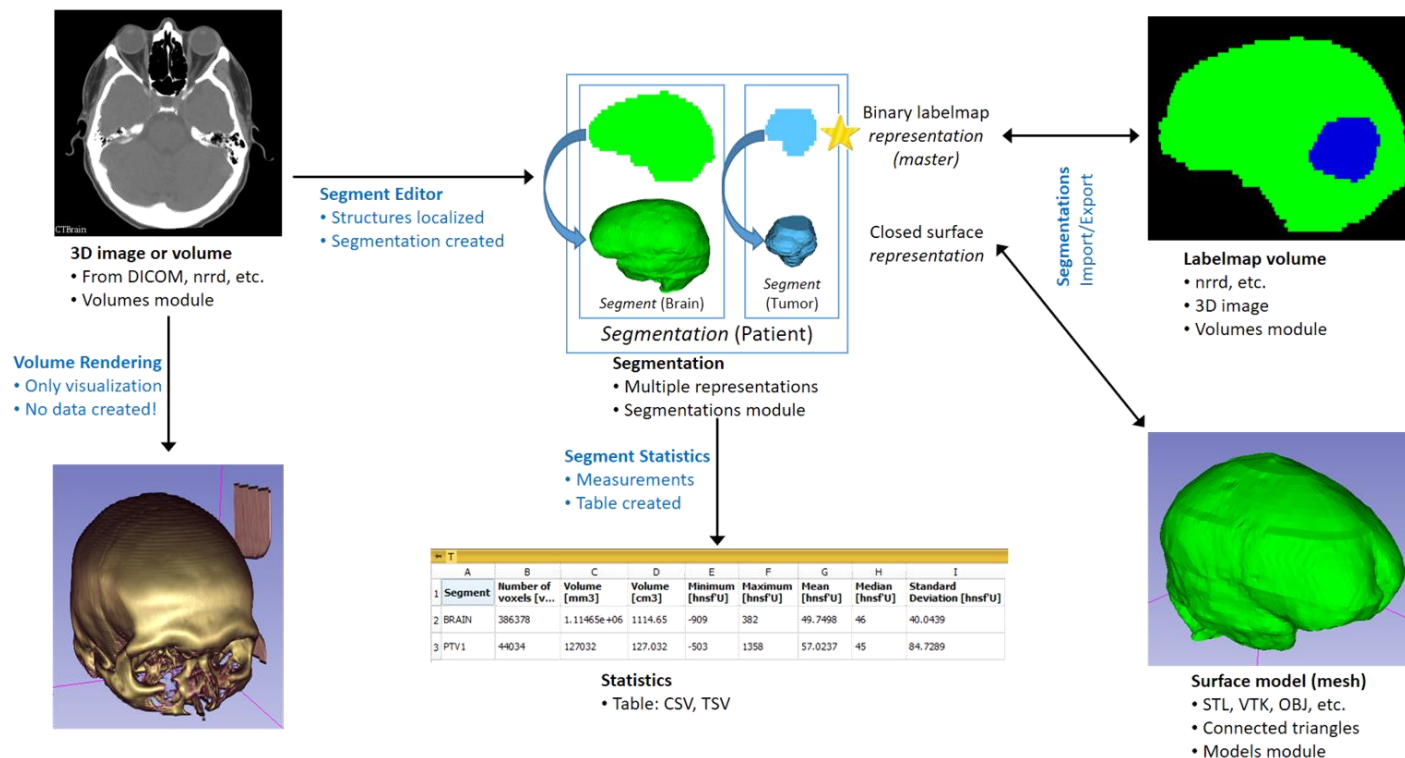 CTBrain
3D image or volume
• From DICOM, nrrd, etc.
• Volumes module
Volume Rendering
• Only visualization
• No data created!
Segment Editor
• Structures localized
• Segmentation created
Segment (Brain)
Segment
(Tumor)
Segmentation (Patient)
Segmentation
• Multiple representations
• Segmentations module
Binary labelmap
representation
(master)
Closed surface
representation
Segmentations
Import/Export
Labelmap volume
• nrrd, etc.
• 3D image
• Volumes module
Segment Statistics
• Measurements
• Table created
T
A B C D E F G H I
1 Segment Number of voxels [v... Volume [mm3] Volume [cm3] Minimum [hnsf'U] Maximum [hnsf'U] Mean [hnsf'U] Median [hnsf'U] Standard Deviation [hnsf'U]
2 BRAIN 386378 1.11465e+06 1114.65 -909 382 49.7498 46 40.0439
3 PTV1 44034 127032 127.032 -503 1358 57.0237 45 84.7289
Statistics
• Table: CSV, TSV
Surface model (mesh)
• STL, VTK, OBJ, etc.
• Connected triangles
• Models module